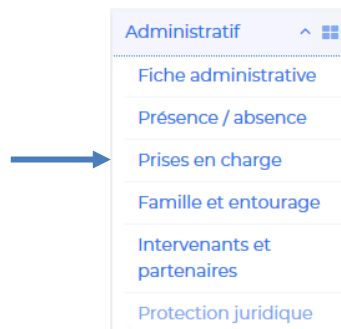 Administratif
Fiche administrative
Présence / absence
Prises en charge
Famille et entourage
Intervenants et
partenaires
Protection juridique